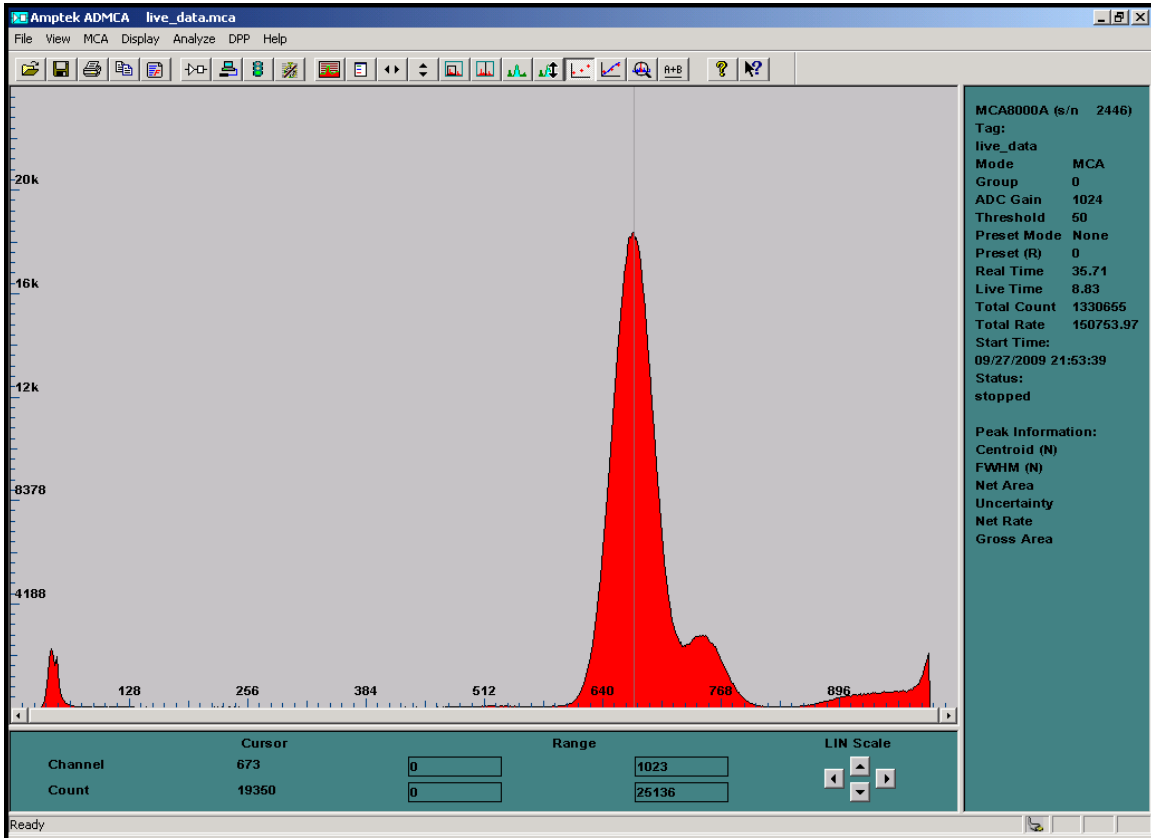 Amptek ADMCA live_data.mca
File View MCA Display Analyze DPP Help
A+B
20k
16k
12k
8378
4188
128 256 384 512 640 768 896
MCA8000A (s/n 2446)
Tag:
live_data
Mode MCA
Group 0
ADC Gain 1024
Threshold 50
Preset Mode None
Preset (R) 0
Real Time 35.71
Live Time 8.83
Total Count 1330655
Total Rate 150753.97
Start Time:
09/27/2009 21:53:39
Status:
stopped
Peak Information:
Centroid (N)
FWHM (N)
Net Area
Uncertainty
Net Rate
Gross Area
Cursor Range LIN Scale
Channel 673 0 1023
Count 19350 0 25136
Ready